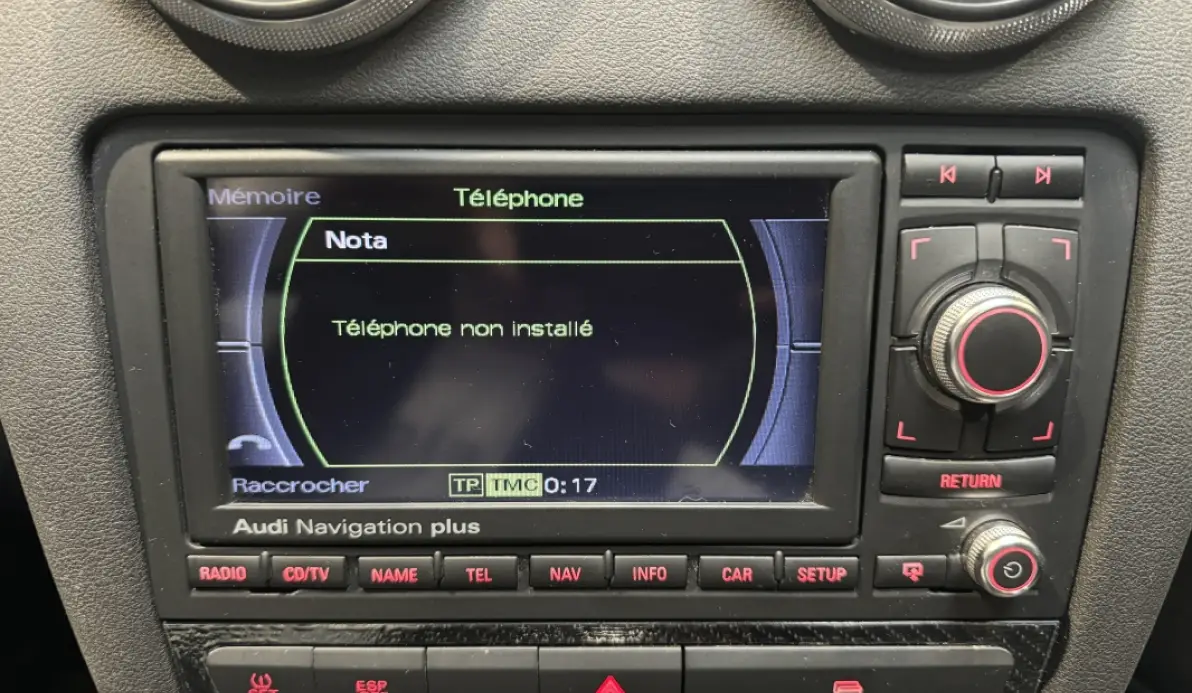 Mémoire
Téléphone
Nota
Téléphone non installé
Raccrocher
TP TMC 0:17
Audi Navigation plus
RETURN
RADIO CD/TV NAME TEL NAV INFO CAR SETUP
SET ESP